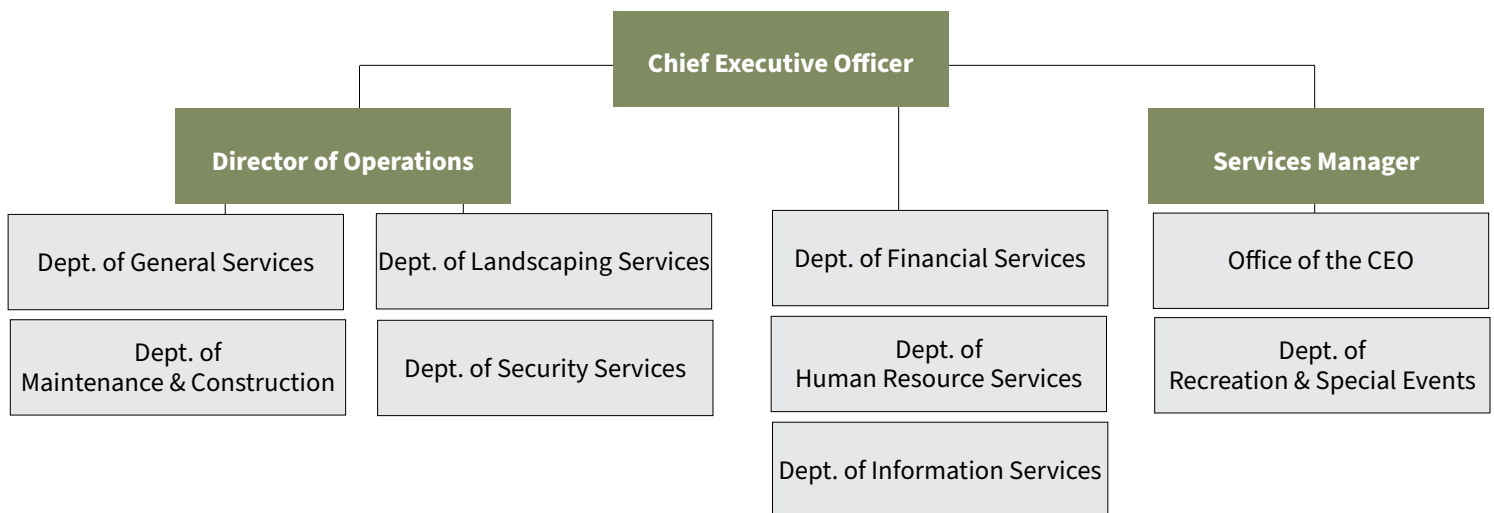 Chief Executive Officer
Director of Operations
Services Manager
Dept. of General Services
Dept. of Landscaping Services
Dept. of Financial Services
Office of the CEO
Dept. of
Maintenance & Construction
Dept. of Security Services
Dept. of
Human Resource Services
Dept. of
Recreation & Special Events
Dept. of Information Services